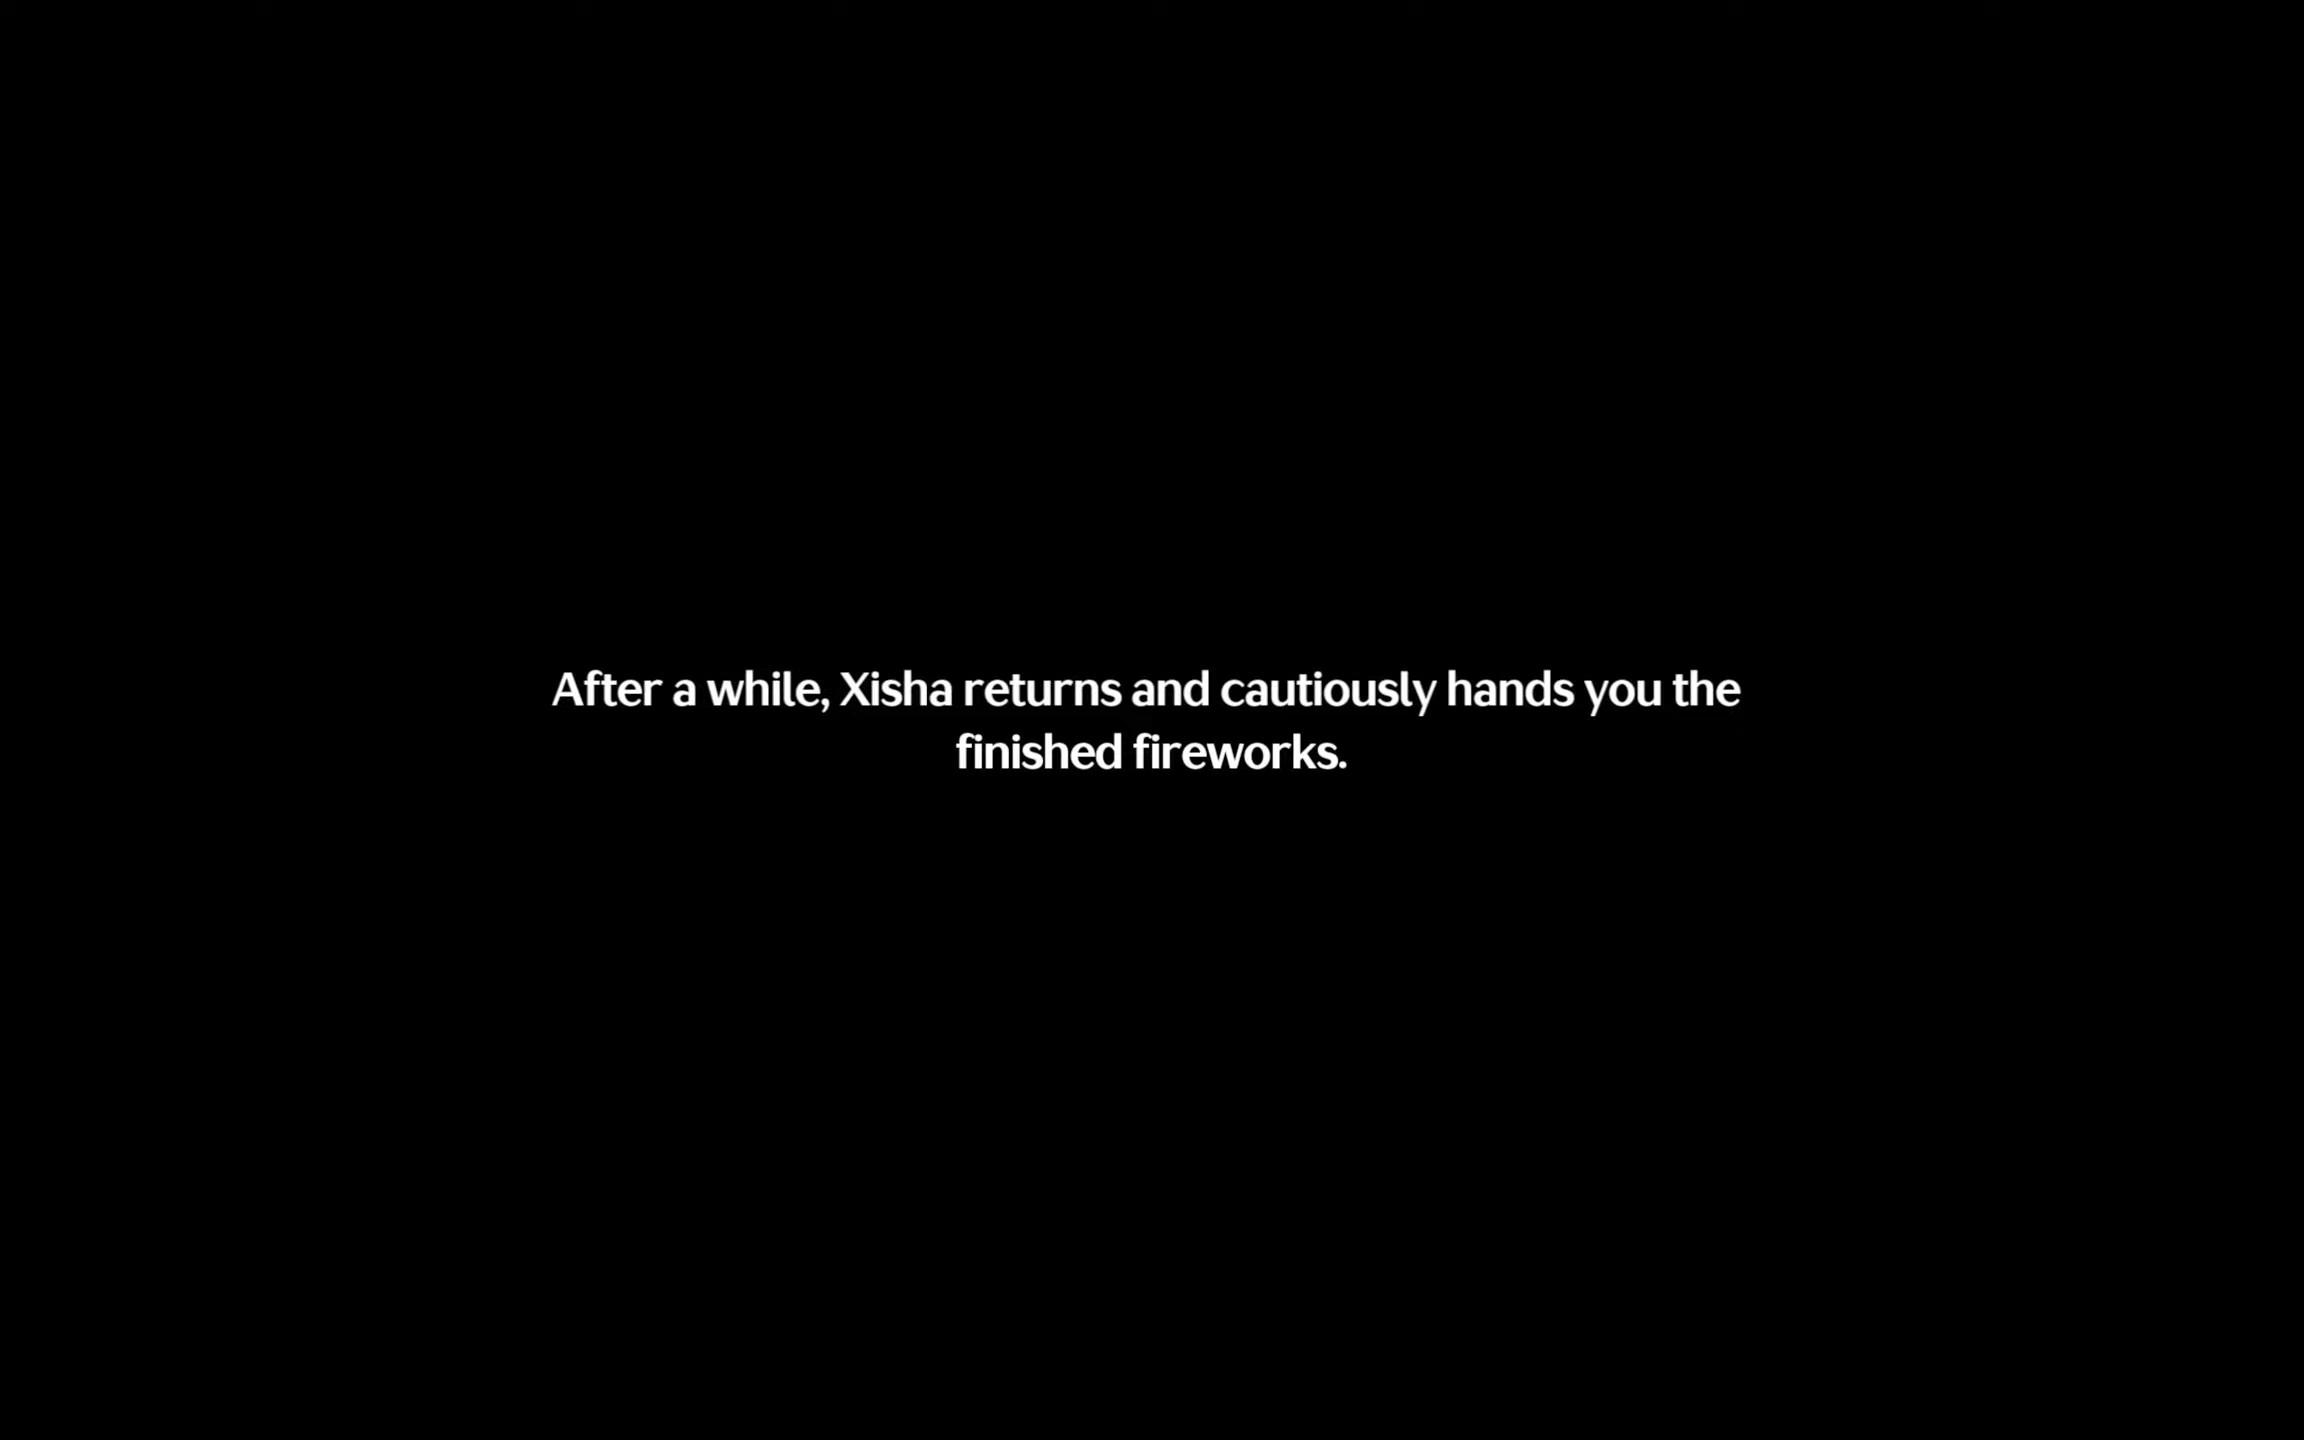 After a while, Xisha returns and cautiously hands you the
finished fireworks.